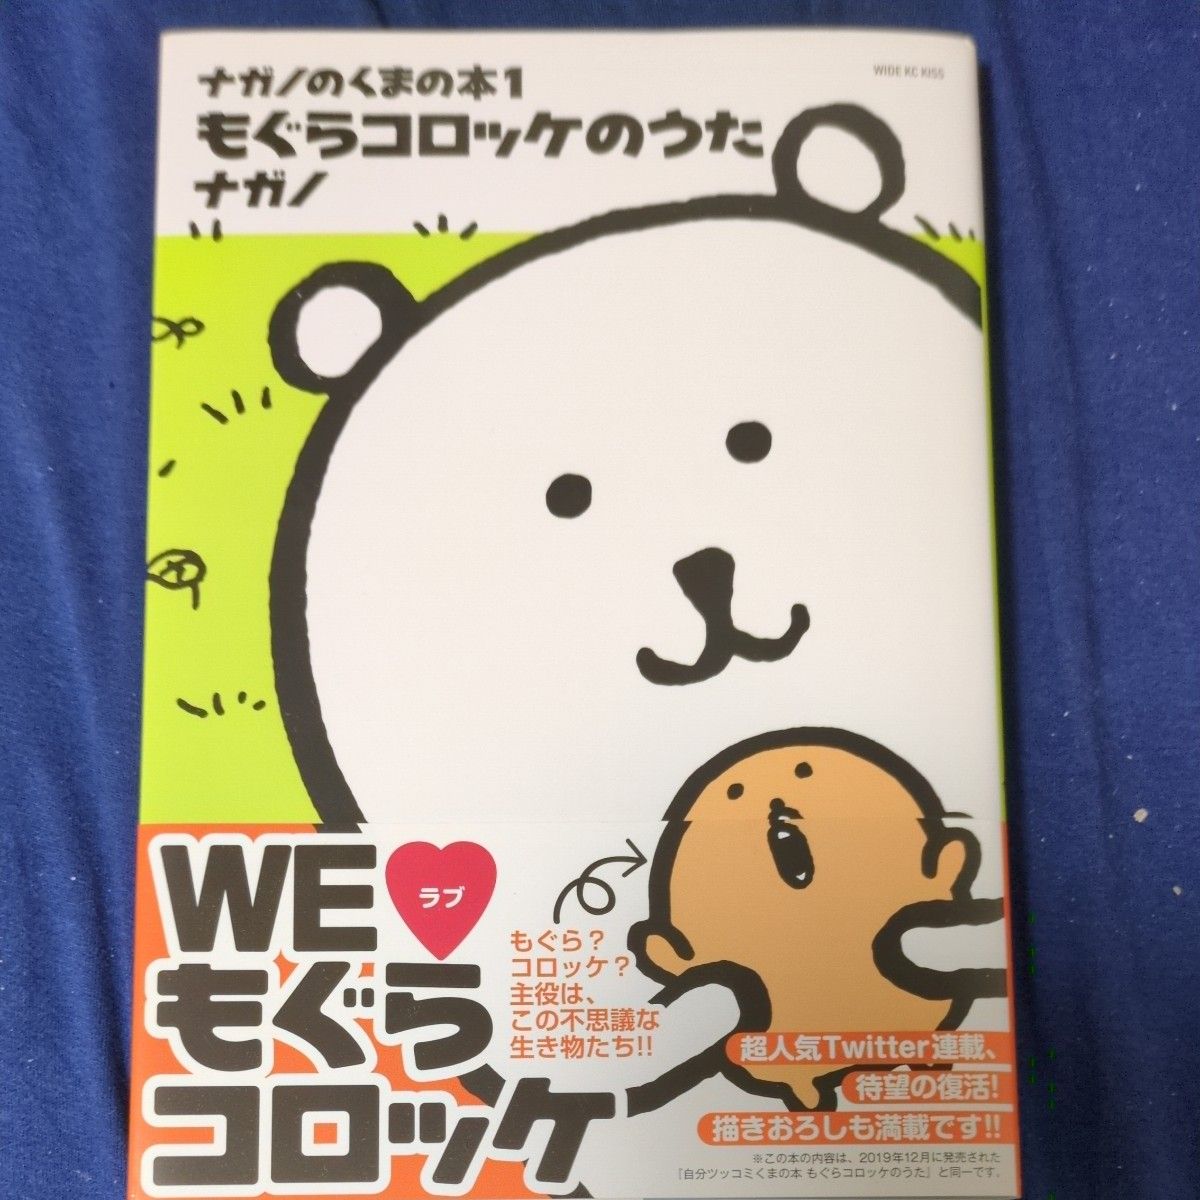 ナガノのくまの本1
もぐらコロッケのうた
ナガノ
WIDE KC KISS
WE
ラブ
もぐら
コロッケ
もぐら？
コロッケ？
主役は、
この不思議な
生き物たち!!
超人気Twitter連載、
待望の復活!
描きおろしも満載です!!
※この本の内容は、2019年12月に発売された
『自分ツッコミくまの本 もぐらコロッケのうた』と同一です。